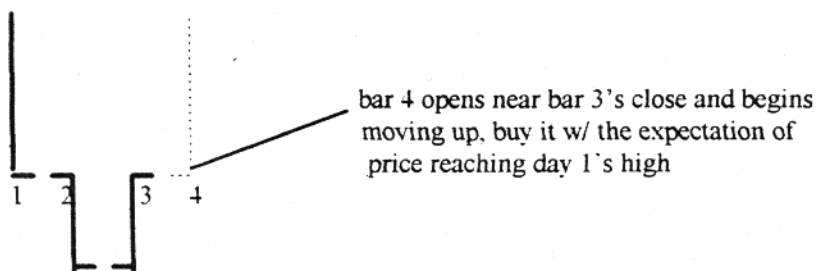 bar 4 opens near bar 3's close and begins
moving up, buy it w/ the expectation of
price reaching day 1's high
1 2 3 4